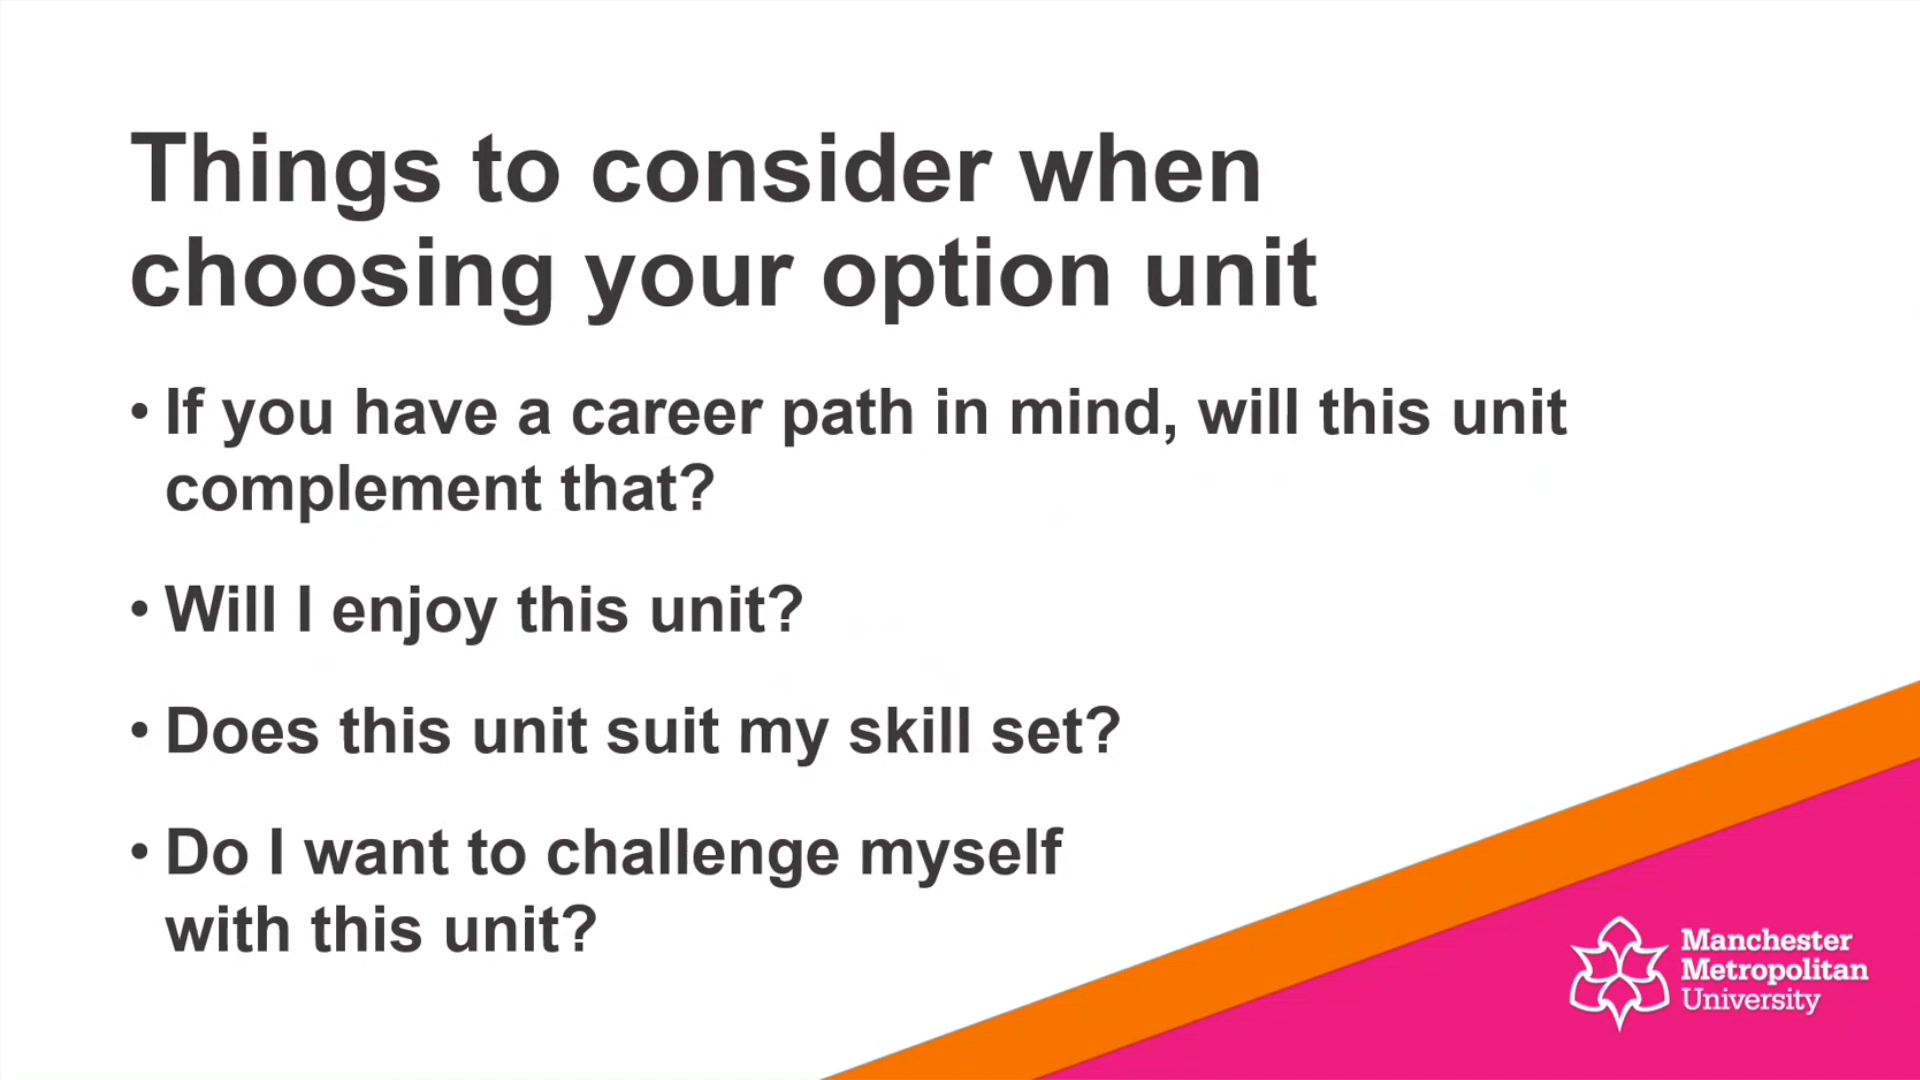 Things to consider when
choosing your option unit
• If you have a career path in mind, will this unit
complement that?
• Will I enjoy this unit?
• Does this unit suit my skill set?
• Do I want to challenge myself
with this unit?
Manchester
Metropolitan
University